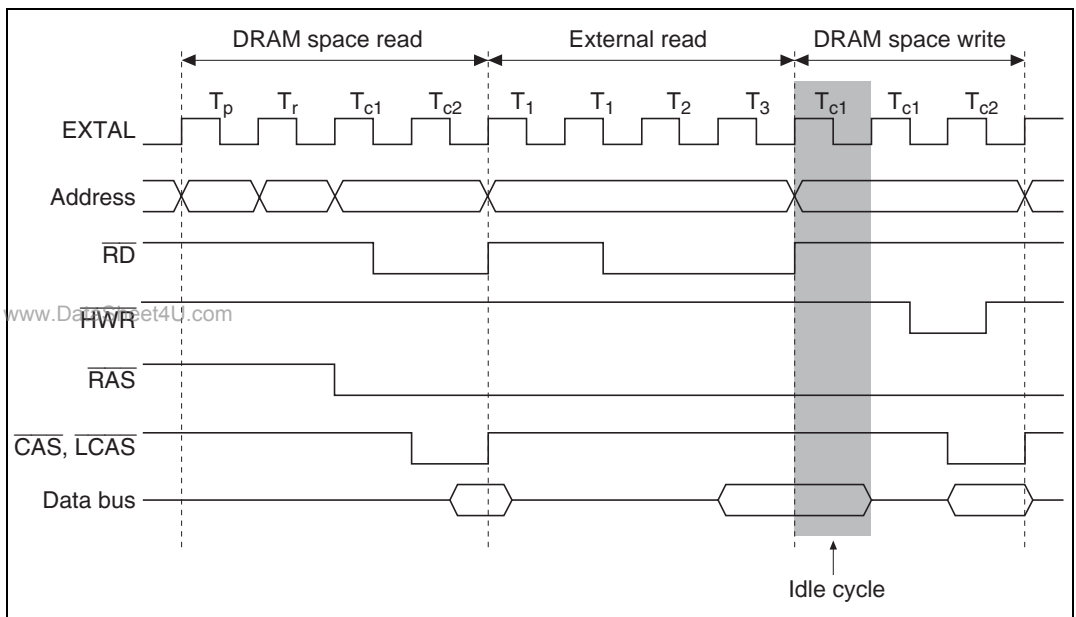 DRAM space read External read DRAM space write
Tp Tr Tc1 Tc2 T1 T1 T2 T3 Tc1 Tc1 Tc2
EXTAL
Address
RD
www.DataSheet4U.com
HWR
RAS
CAS, LCAS
Data bus
Idle cycle